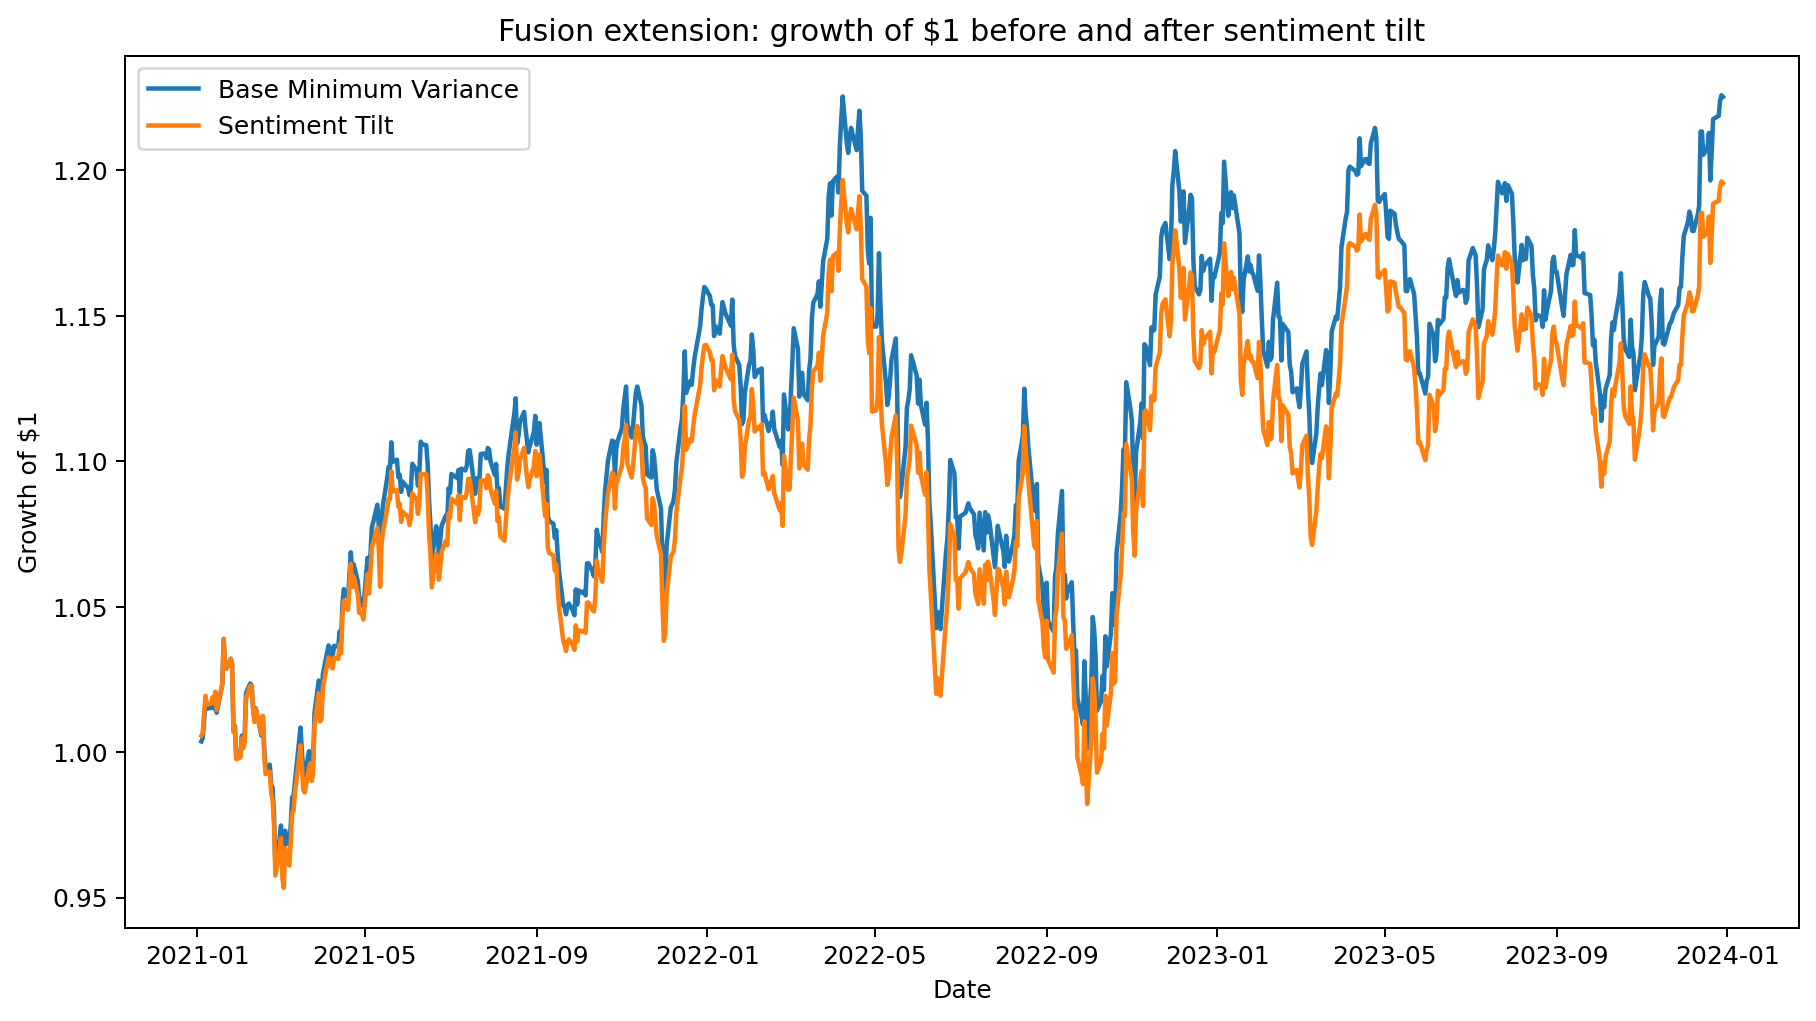 Fusion extension: growth of $1 before and after sentiment tilt
Base Minimum Variance
Sentiment Tilt
Growth of $1
1.20
1.15
1.10
1.05
1.00
0.95
2021-01 2021-05 2021-09 2022-01 2022-05 2022-09 2023-01 2023-05 2023-09 2024-01
Date